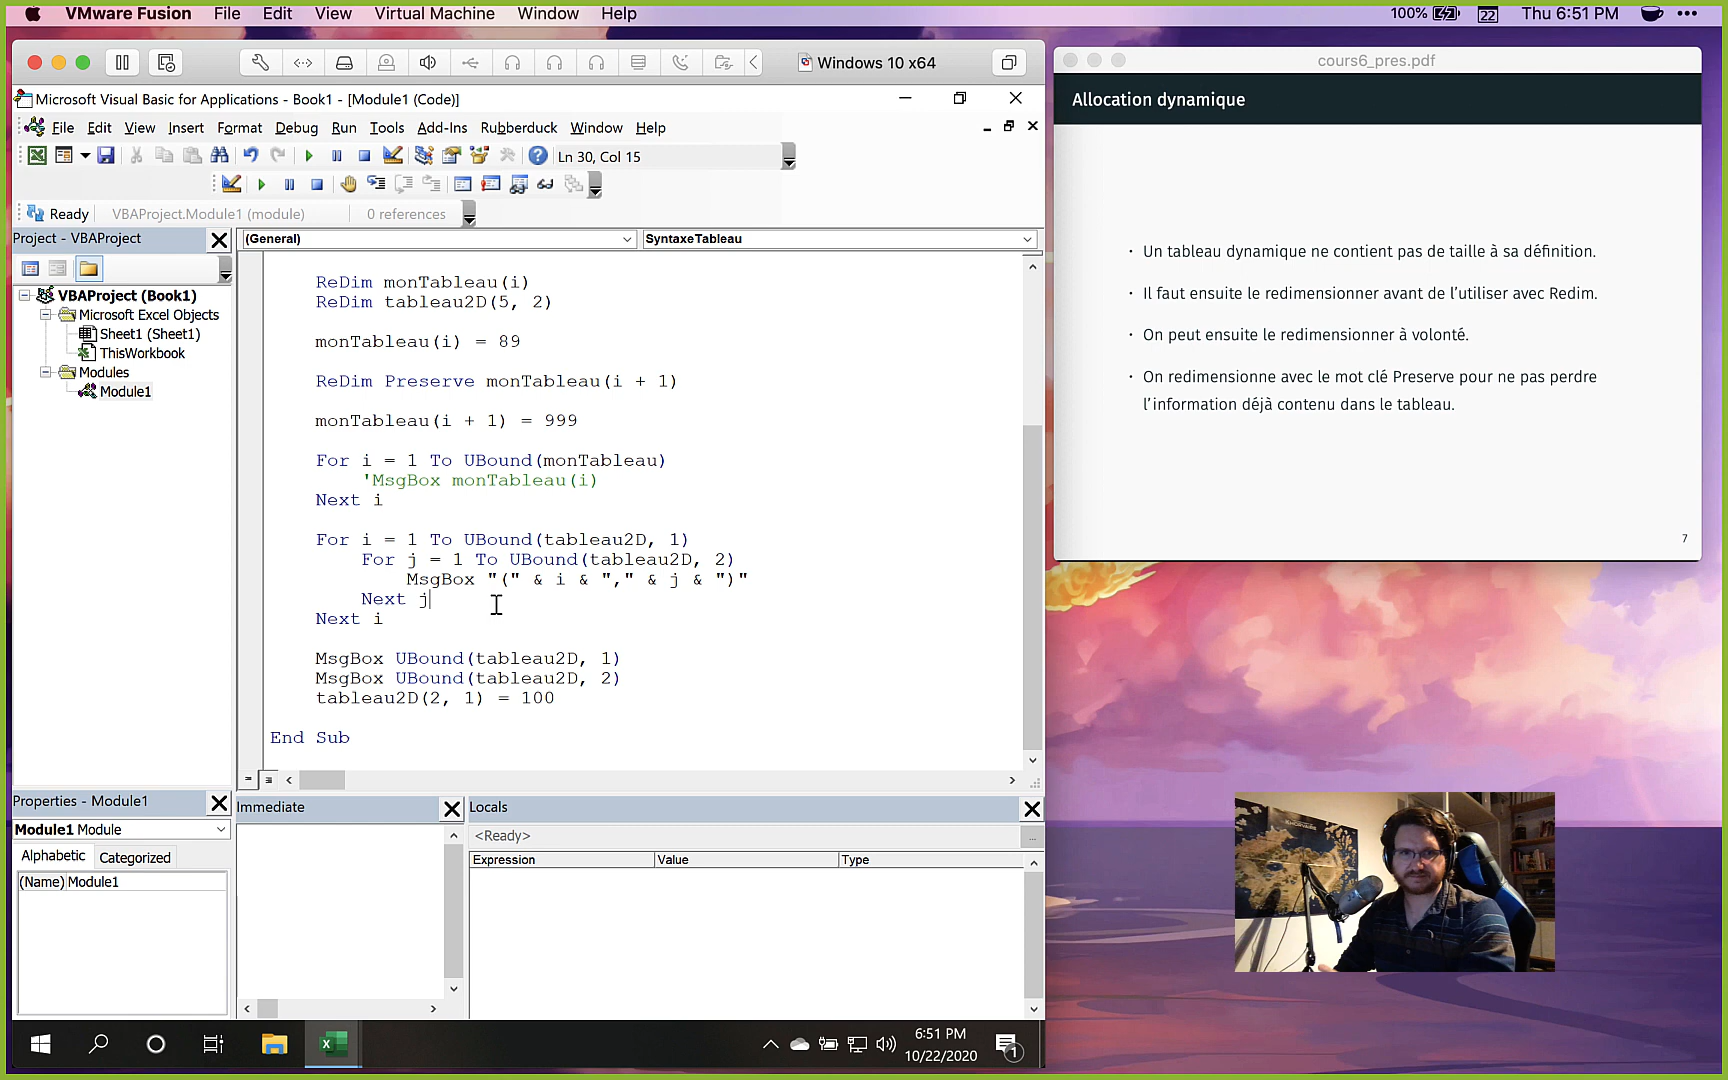 VMware Fusion File Edit View Virtual Machine Window Help 100% 22 Thu 6:51 PM
Windows 10 x64
Microsoft Visual Basic for Applications - Book1 - [Module1 (Code)]
File Edit View Insert Format Debug Run Tools Add-Ins Rubberduck Window Help
Ln 30, Col 15
Ready VBAProject.Module1 (module) 0 references
Project - VBAProject
VBAProject (Book1)
Microsoft Excel Objects
Sheet1 (Sheet1)
ThisWorkbook
Modules
Module1
(General) SyntaxeTableau
ReDim monTableau(i)
ReDim tableau2D(5, 2)
monTableau(i) = 89
ReDim Preserve monTableau(i + 1)
monTableau(i + 1) = 999
For i = 1 To UBound(monTableau)
'MsgBox monTableau(i)
Next i
For i = 1 To UBound(tableau2D, 1)
For j = 1 To UBound(tableau2D, 2)
MsgBox "(" & i & "," & j & ")"
Next j
Next i
MsgBox UBound(tableau2D, 1)
MsgBox UBound(tableau2D, 2)
tableau2D(2, 1) = 100
End Sub
Properties - Module1
Module1 Module
Alphabetic Categorized
(Name) Module1
Immediate
Locals
<Ready>
Expression Value Type
6:51 PM
10/22/2020
1
cours6_pres.pdf
Allocation dynamique
· Un tableau dynamique ne contient pas de taille à sa définition.
· Il faut ensuite le redimensionner avant de l'utiliser avec Redim.
· On peut ensuite le redimensionner à volonté.
· On redimensionne avec le mot clé Preserve pour ne pas perdre
l'information déjà contenu dans le tableau.
7